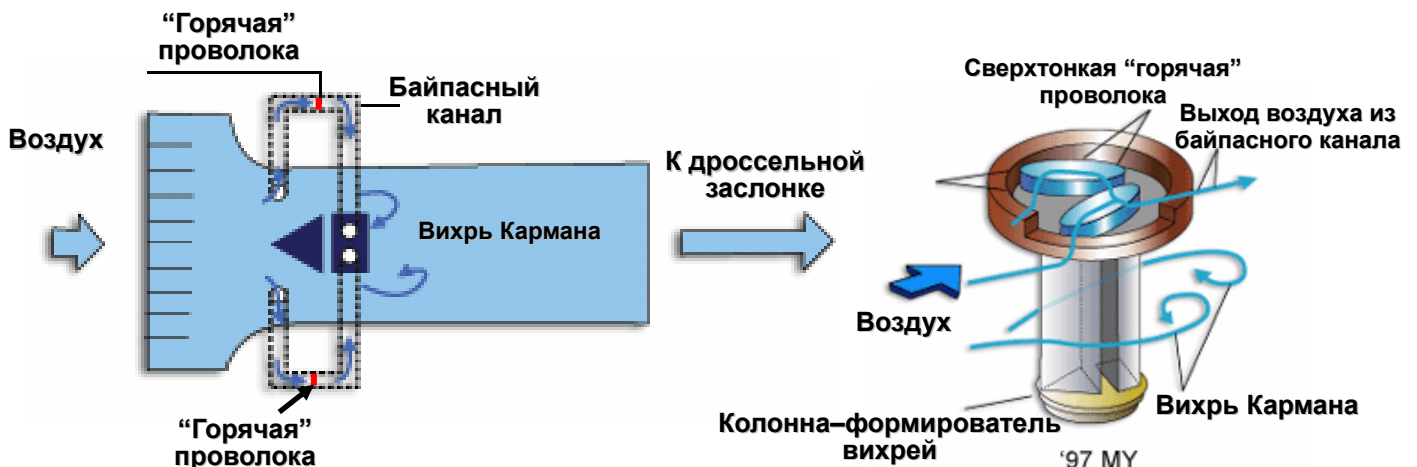 “Горячая”
проволока
Байпасный
канал
Воздух
Вихрь Кармана
“Горячая”
проволока
К дроссельной
заслонке
Сверхтонкая “горячая”
проволока
Выход воздуха из
байпасного канала
Воздух
Вихрь Кармана
Колонна–формирователь
вихрей
‘97 MY